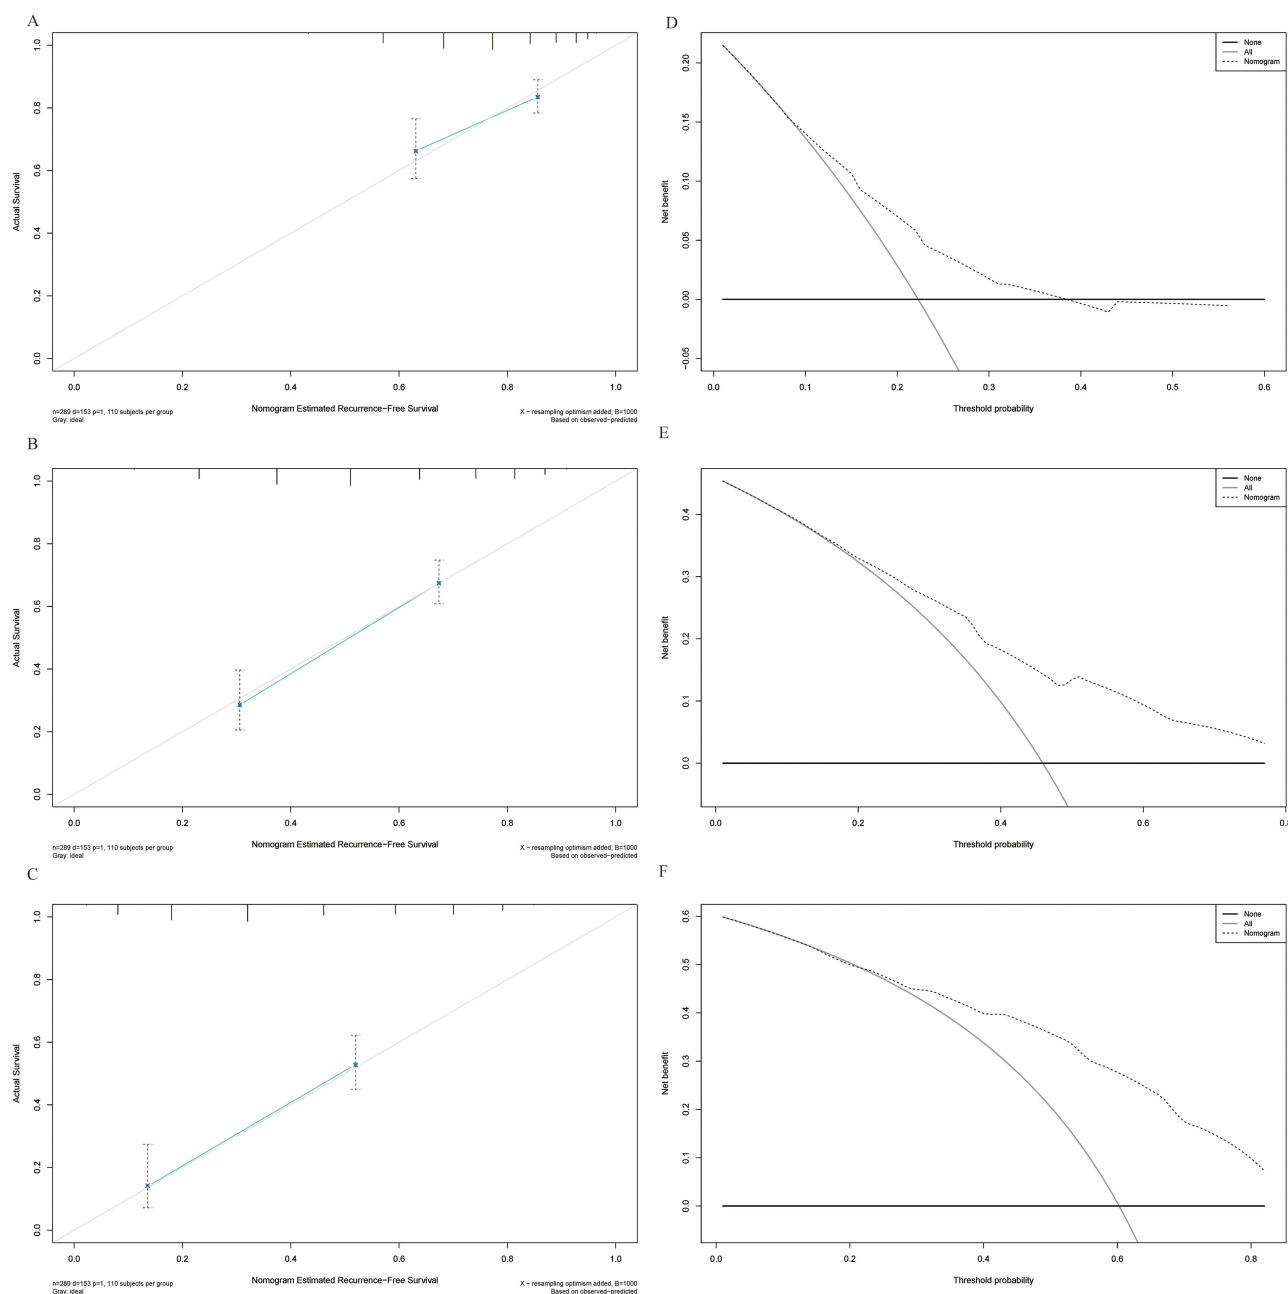 A
Actual Survival
0.0 0.2 0.4 0.6 0.8 1.0
0.0 0.2 0.4 0.6 0.8 1.0
n=289 d=153 p=1, 110 subjects per group
Gray: ideal
Nomogram Estimated Recurrence−Free Survival
X − resampling optimism added, B=1000
Based on observed−predicted
D
Net benefit
−0.05 0.00 0.05 0.10 0.15 0.20
None
All
Nomogram
0.0 0.1 0.2 0.3 0.4 0.5 0.6
Threshold probability
B
Actual Survival
0.0 0.2 0.4 0.6 0.8 1.0
0.0 0.2 0.4 0.6 0.8 1.0
n=289 d=153 p=1, 110 subjects per group
Gray: ideal
Nomogram Estimated Recurrence−Free Survival
X − resampling optimism added, B=1000
Based on observed−predicted
E
Net benefit
0.0 0.1 0.2 0.3 0.4
None
All
Nomogram
0.0 0.2 0.4 0.6 0.8
Threshold probability
C
Actual Survival
0.0 0.2 0.4 0.6 0.8 1.0
0.0 0.2 0.4 0.6 0.8 1.0
n=289 d=153 p=1, 110 subjects per group
Gray: ideal
Nomogram Estimated Recurrence−Free Survival
X − resampling optimism added, B=1000
Based on observed−predicted
F
Net benefit
0.0 0.1 0.2 0.3 0.4 0.5 0.6
None
All
Nomogram
0.0 0.2 0.4 0.6 0.8
Threshold probability